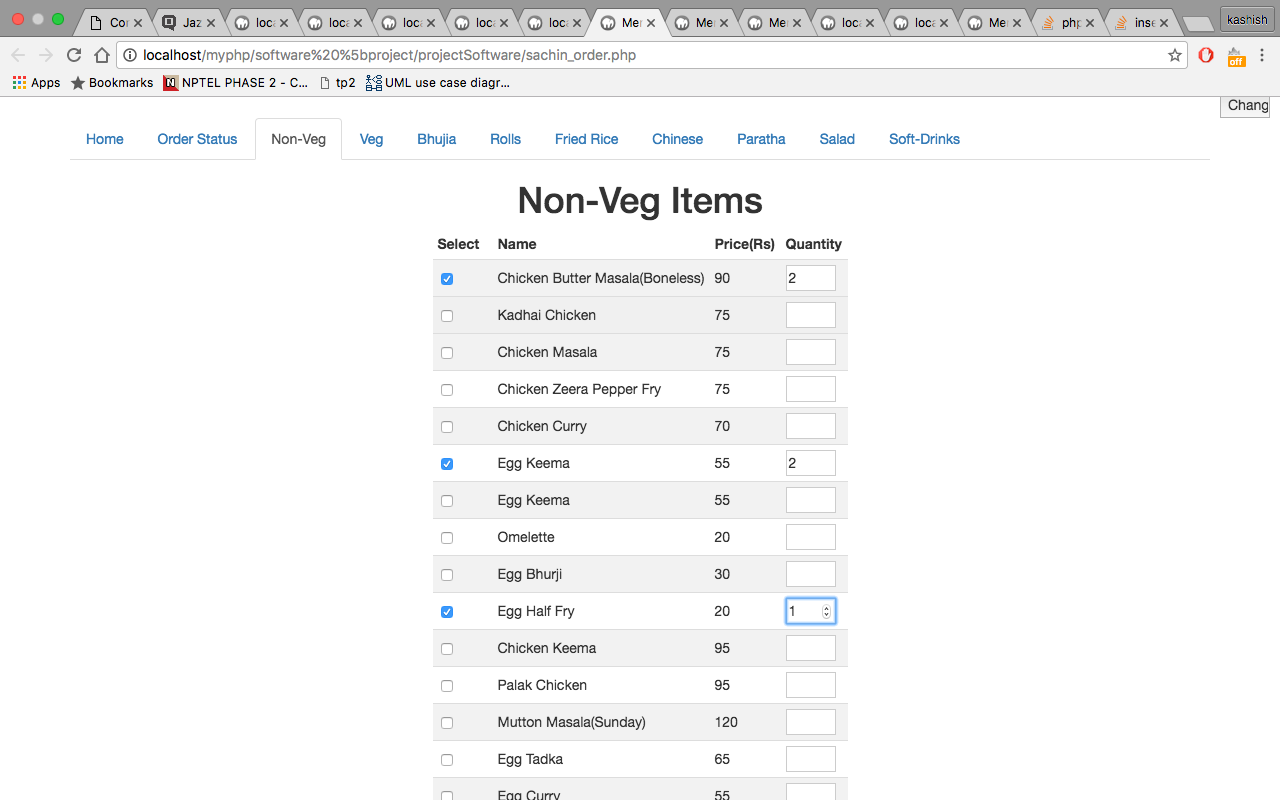 Cor Jaz loca loca loca loca loca Mer Mer Mer loca loca Mer php inse kashish
localhost/myphp/software%20%5bproject/projectSoftware/sachin_order.php off
Apps Bookmarks N NPTEL PHASE 2 - C... tp2 UML use case diagr...
Chang
Home Order Status Non-Veg Veg Bhujia Rolls Fried Rice Chinese Paratha Salad Soft-Drinks
Non-Veg Items
Select Name Price(Rs) Quantity
Chicken Butter Masala(Boneless) 90 2
Kadhai Chicken 75
Chicken Masala 75
Chicken Zeera Pepper Fry 75
Chicken Curry 70
Egg Keema 55 2
Egg Keema 55
Omelette 20
Egg Bhurji 30
Egg Half Fry 20 1
Chicken Keema 95
Palak Chicken 95
Mutton Masala(Sunday) 120
Egg Tadka 65
Egg Curry 55